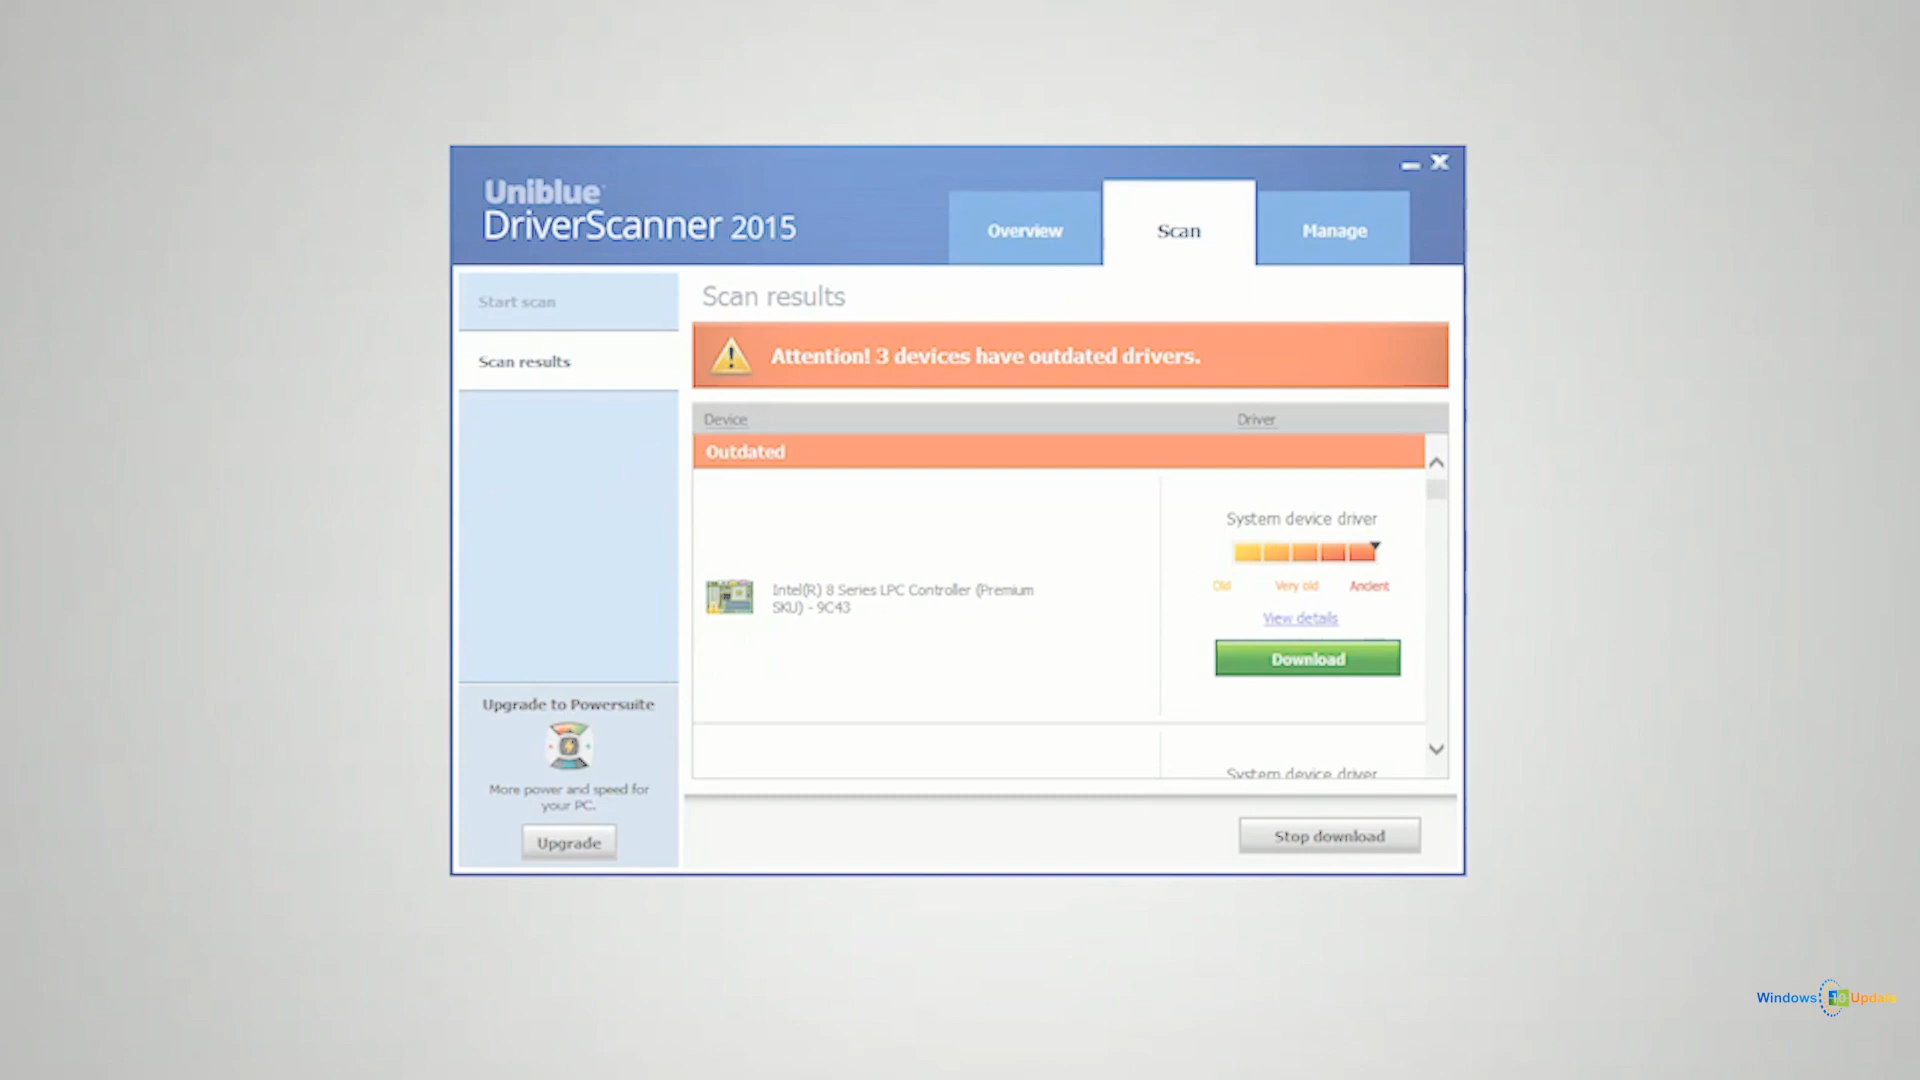 Uniblue
DriverScanner 2015
Overview
Scan
Manage
Start scan
Scan results
Scan results
Attention! 3 devices have outdated drivers.
Device
Driver
Outdated
System device driver
Old
Very old
Ancient
Intel(R) 8 Series LPC Controller (Premium
SKU) - 9C43
View details
Download
System device driver
Upgrade to Powersuite
More power and speed for
your PC.
Upgrade
Stop download
Windows 10 Update